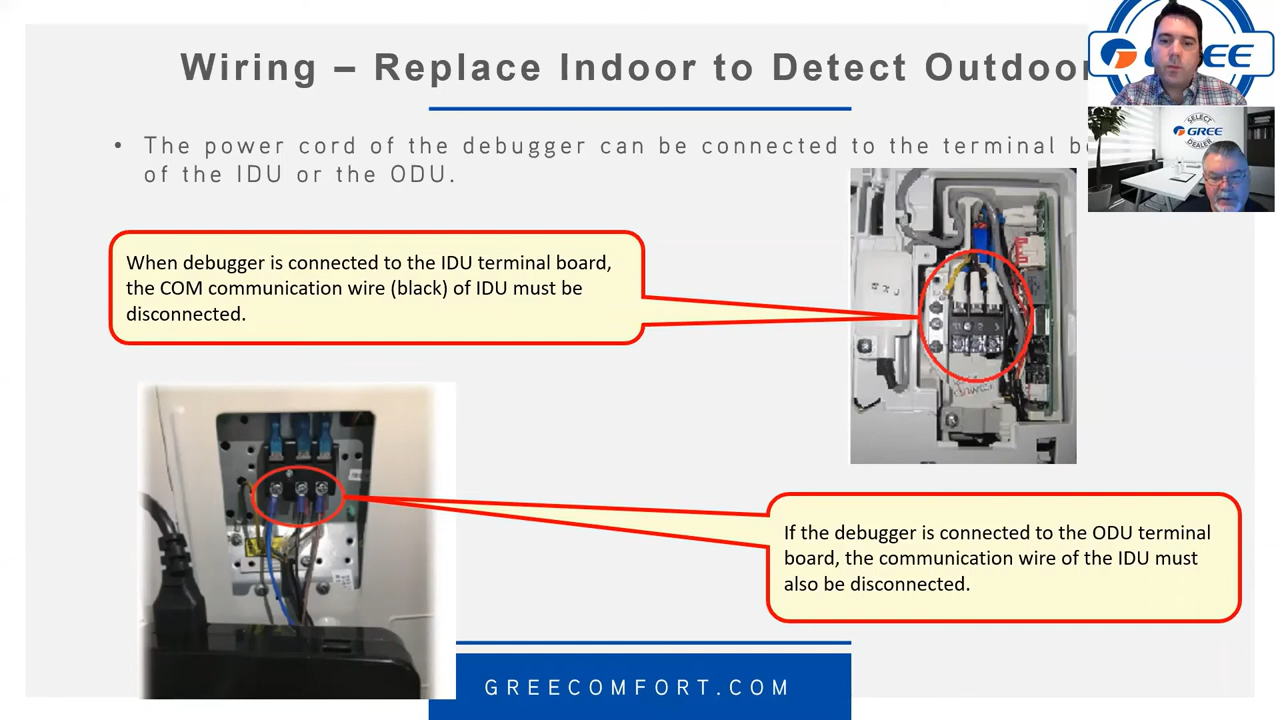 Wiring – Replace Indoor to Detect Outdoor
GREE
SELECT
GREE
DEALER
• The power cord of the debugger can be connected to the terminal
of the IDU or the ODU.
When debugger is connected to the IDU terminal board,
the COM communication wire (black) of IDU must be
disconnected.
If the debugger is connected to the ODU terminal
board, the communication wire of the IDU must
also be disconnected.
GREECOMFORT.COM